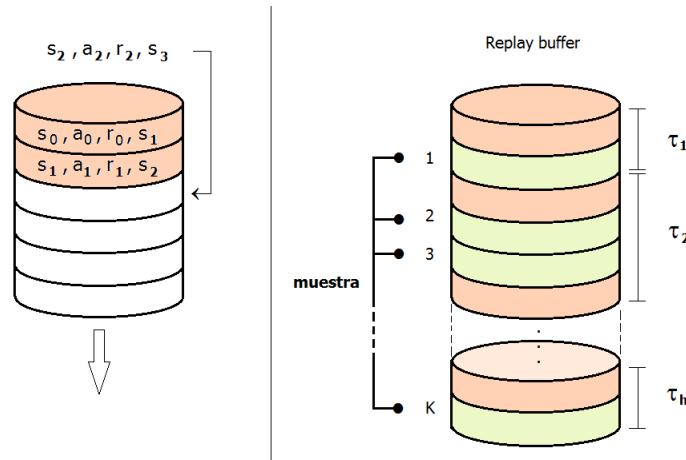 s₂ , a₂ , r₂ , s₃
s₀, a₀, r₀, s₁
s₁, a₁, r₁, s₂
Replay buffer
τ₁
1
2
τ₂
3
muestra
K
τₕ